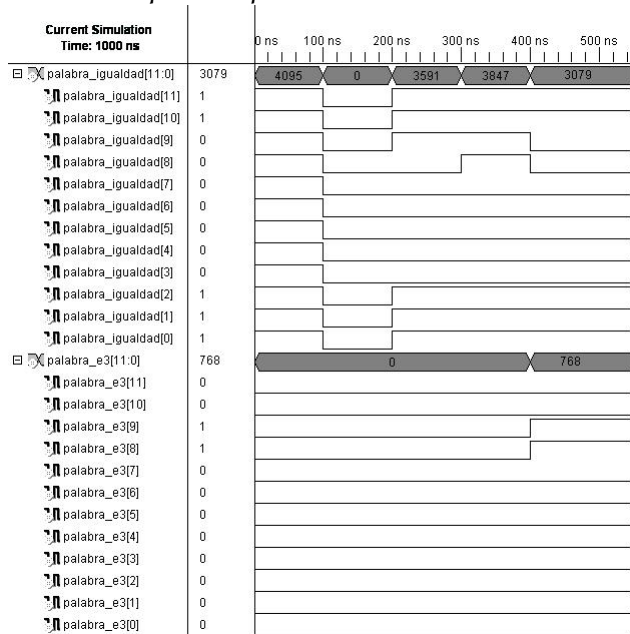 Current Simulation
Time: 1000 ns
0 ns 100 ns 200 ns 300 ns 400 ns 500 ns
palabra_igualdad[11:0] 3079 4095 0 3591 3847 3079
palabra_igualdad[11] 1
palabra_igualdad[10] 1
palabra_igualdad[9] 0
palabra_igualdad[8] 0
palabra_igualdad[7] 0
palabra_igualdad[6] 0
palabra_igualdad[5] 0
palabra_igualdad[4] 0
palabra_igualdad[3] 0
palabra_igualdad[2] 1
palabra_igualdad[1] 1
palabra_igualdad[0] 1
palabra_e3[11:0] 768 0 768
palabra_e3[11] 0
palabra_e3[10] 0
palabra_e3[9] 1
palabra_e3[8] 1
palabra_e3[7] 0
palabra_e3[6] 0
palabra_e3[5] 0
palabra_e3[4] 0
palabra_e3[3] 0
palabra_e3[2] 0
palabra_e3[1] 0
palabra_e3[0] 0